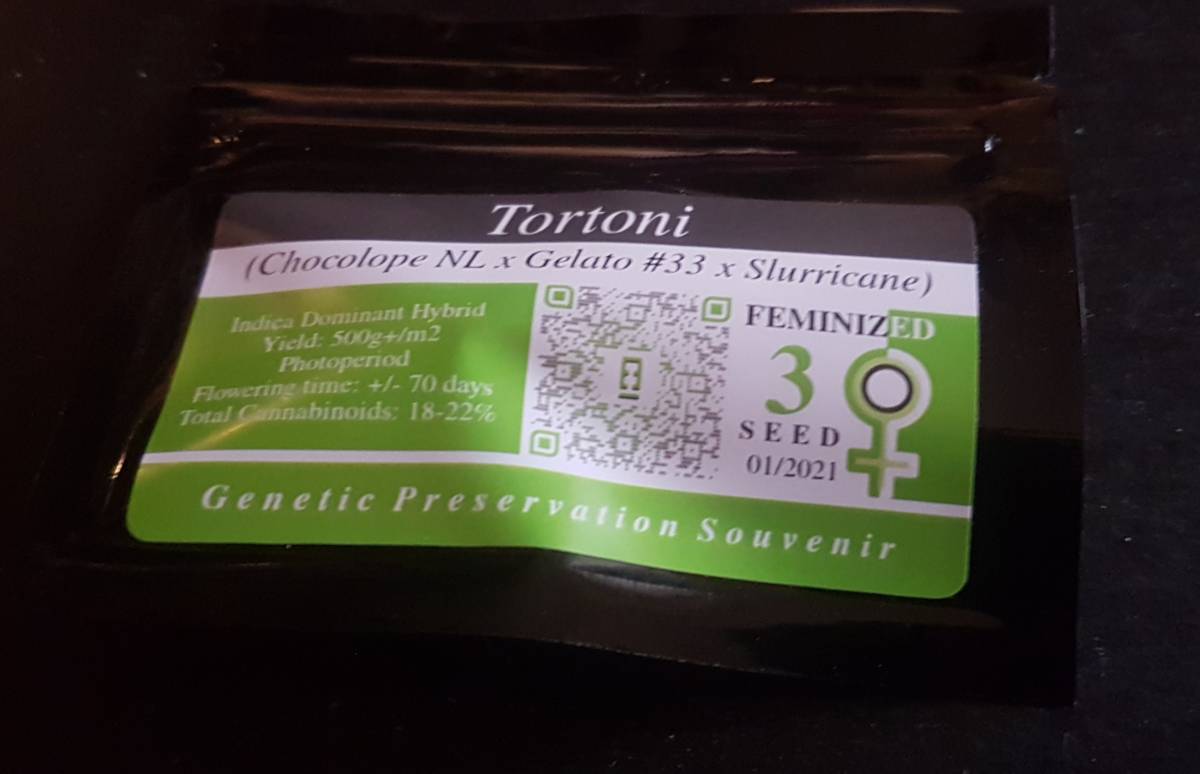 Tortoni
(Chocolope NL x Gelato #33 x Slurricane)
Indica Dominant Hybrid
Yield: 500g+/m2
Photoperiod
Flowering time: +/- 70 days
Total Cannabinoids: 18-22%
FEMINIZED
3
SEED
01/2021
Genetic Preservation Souvenir